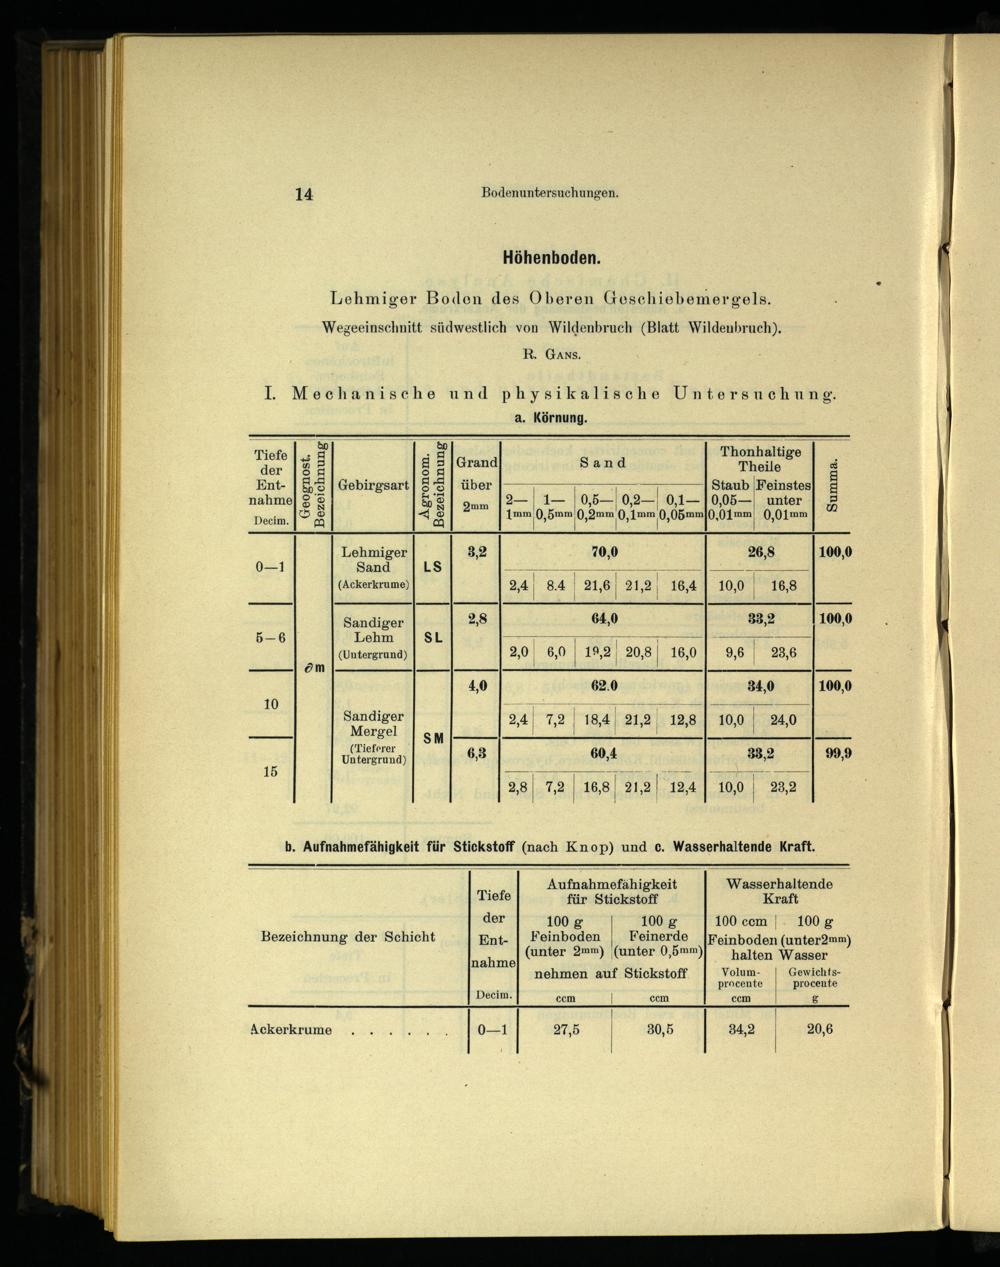 14
Bodenuntersuchungen.
Höhenboden.
Lehmiger Boden des Oberen Geschiebemergels.
Wegeeinschnitt südwestlich von Wildenbruch (Blatt Wildenbruch).
R. GANS.
I. Mechanische und physikalische Untersuchung.
a. Körnung.
Tiefe der Ent-nahme Decim. Geognost. Bezeichnung Gebirgsart Agronom. Bezeichnung Grand über 2mm Sand Thonhaltige Theile Summa.
Staub Feinstes
2— 1— 0,5— 0,2— 0,1— 0,05— unter
1mm 0,5mm 0,2mm 0,1mm 0,05mm 0,01mm 0,01mm
0—1 Lehmiger Sand (Ackerkrume) LS 3,2 70,0 26,8 100,0
2,4 8.4 21,6 21,2 16,4 10,0 16,8
5-6 Sandiger Lehm (Untergrund) SL 2,8 64,0 33,2 100,0
2,0 6,0 19,2 20,8 16,0 9,6 23,6
∂m
10 Sandiger Mergel (Tieferer Untergrund) SM 4,0 62.0 34,0 100,0
2,4 7,2 18,4 21,2 12,8 10,0 24,0
15 6,3 60,4 33,2 99,9
2,8 7,2 16,8 21,2 12,4 10,0 23,2
b. Aufnahmefähigkeit für Stickstoff (nach Knop) und c. Wasserhaltende Kraft.
Bezeichnung der Schicht
Tiefe
der
Ent-
nahme
Decim.
Aufnahmefähigkeit
für Stickstoff
100 g 100 g
Feinboden Feinerde
(unter 2mm) (unter 0,5mm)
nehmen auf Stickstoff
ccm ccm
Wasserhaltende
Kraft
100 ccm 100 g
Feinboden (unter2mm)
halten Wasser
Volum- Gewichts-
procente procente
ccm g
Ackerkrume . . . . . . 0—1 27,5 30,5 34,2 20,6